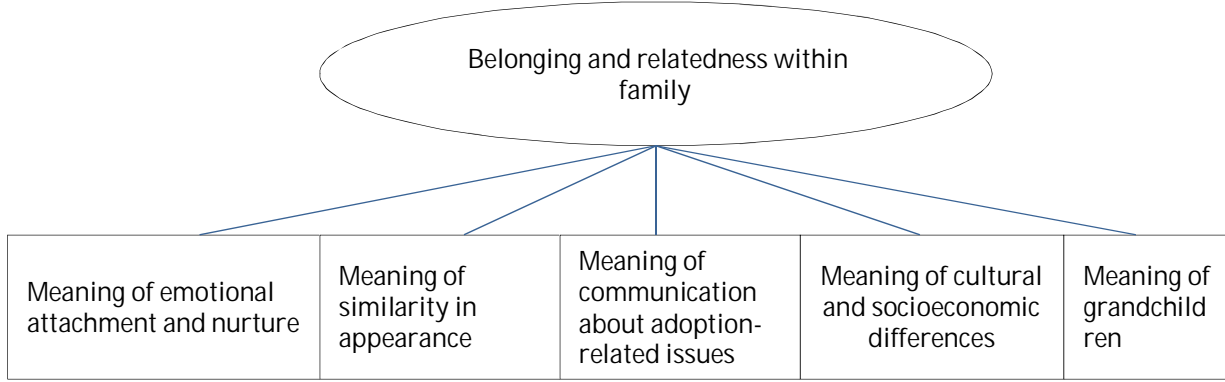 Belonging and relatedness within
family
Meaning of emotional
attachment and nurture
Meaning of
similarity in
appearance
Meaning of
communication
about adoption-
related issues
Meaning of cultural
and socioeconomic
differences
Meaning of
grandchild
ren